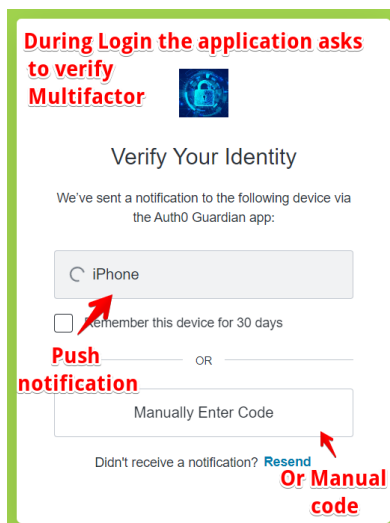 During Login the application asks
to verify
Multifactor
Verify Your Identity
We've sent a notification to the following device via
the Auth0 Guardian app:
iPhone
Remember this device for 30 days
OR
Push
notification
Manually Enter Code
Didn't receive a notification? Resend
Or Manual
code